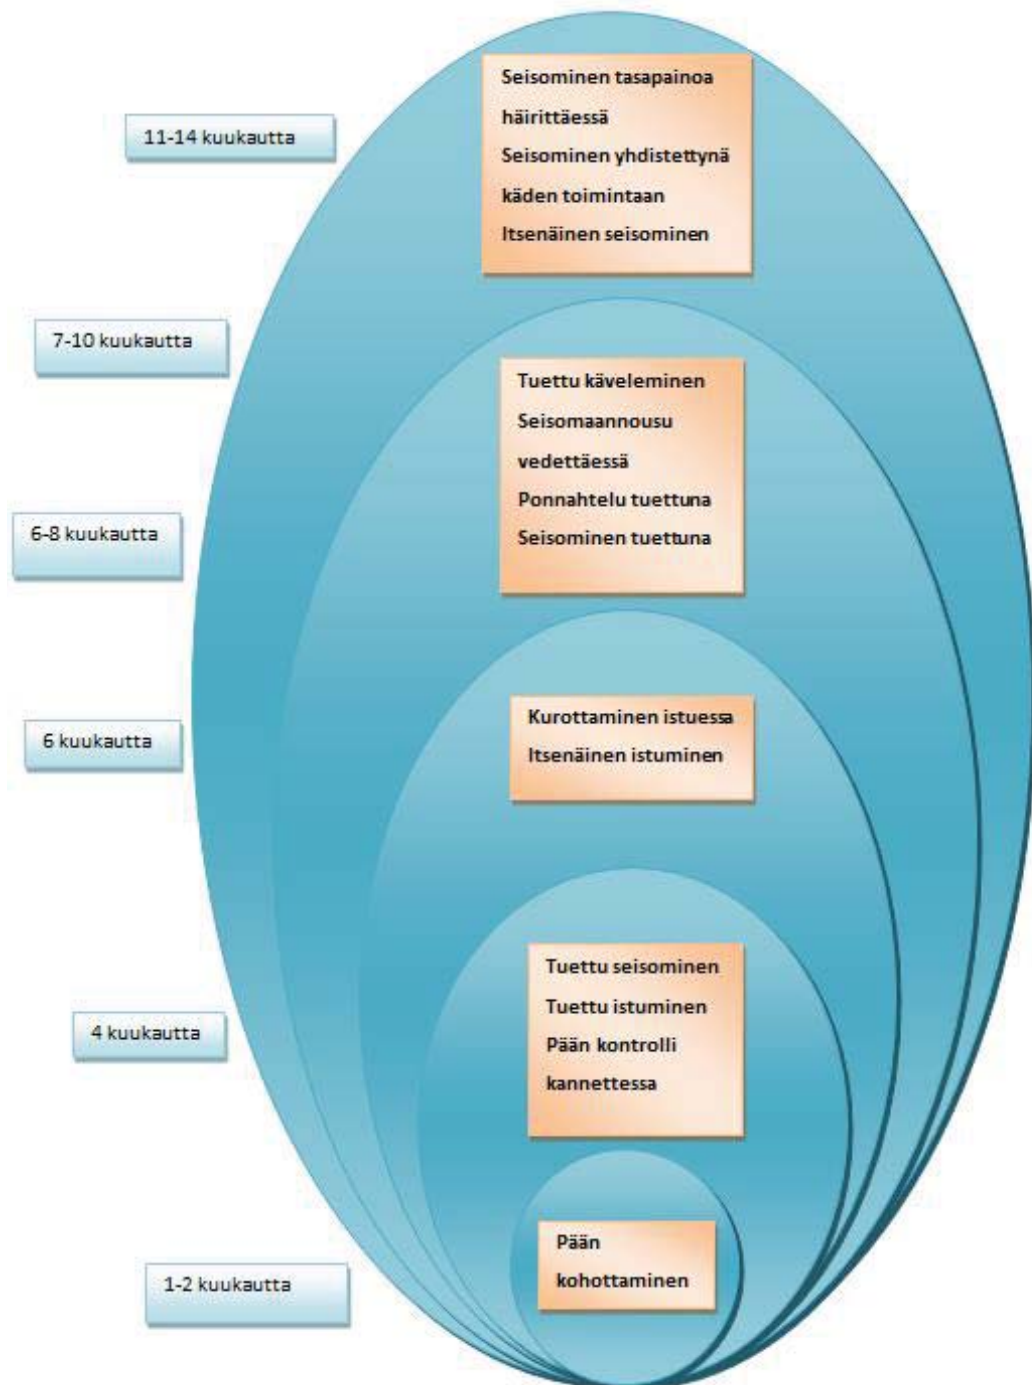 Seisominen tasapainoa
häirittäessä
Seisominen yhdistettynä
käden toimintaan
Itsenäinen seisominen
11-14 kuukautta
7-10 kuukautta
Tuettu käveleminen
Seisomaannousu
vedettäessä
Ponnahtelu tuettuna
Seisominen tuettuna
6-8 kuukautta
Kurottaminen istuessa
Itsenäinen istuminen
6 kuukautta
Tuettu seisominen
Tuettu istuminen
Pään kontrolli
kannettessa
4 kuukautta
Pään
kohottaminen
1-2 kuukautta